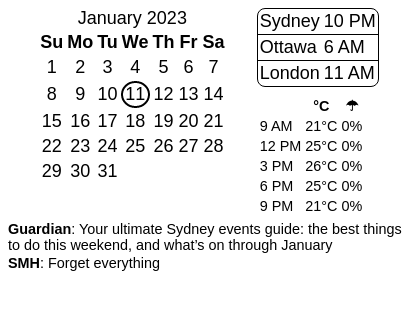 January 2023
Su Mo Tu We Th Fr Sa
1 2 3 4 5 6 7
8 9 10 11 12 13 14
15 16 17 18 19 20 21
22 23 24 25 26 27 28
29 30 31
Sydney 10 PM
Ottawa 6 AM
London 11 AM
°C ☂
9 AM 21°C 0%
12 PM 25°C 0%
3 PM 26°C 0%
6 PM 25°C 0%
9 PM 21°C 0%
Guardian: Your ultimate Sydney events guide: the best things
to do this weekend, and what’s on through January
SMH: Forget everything